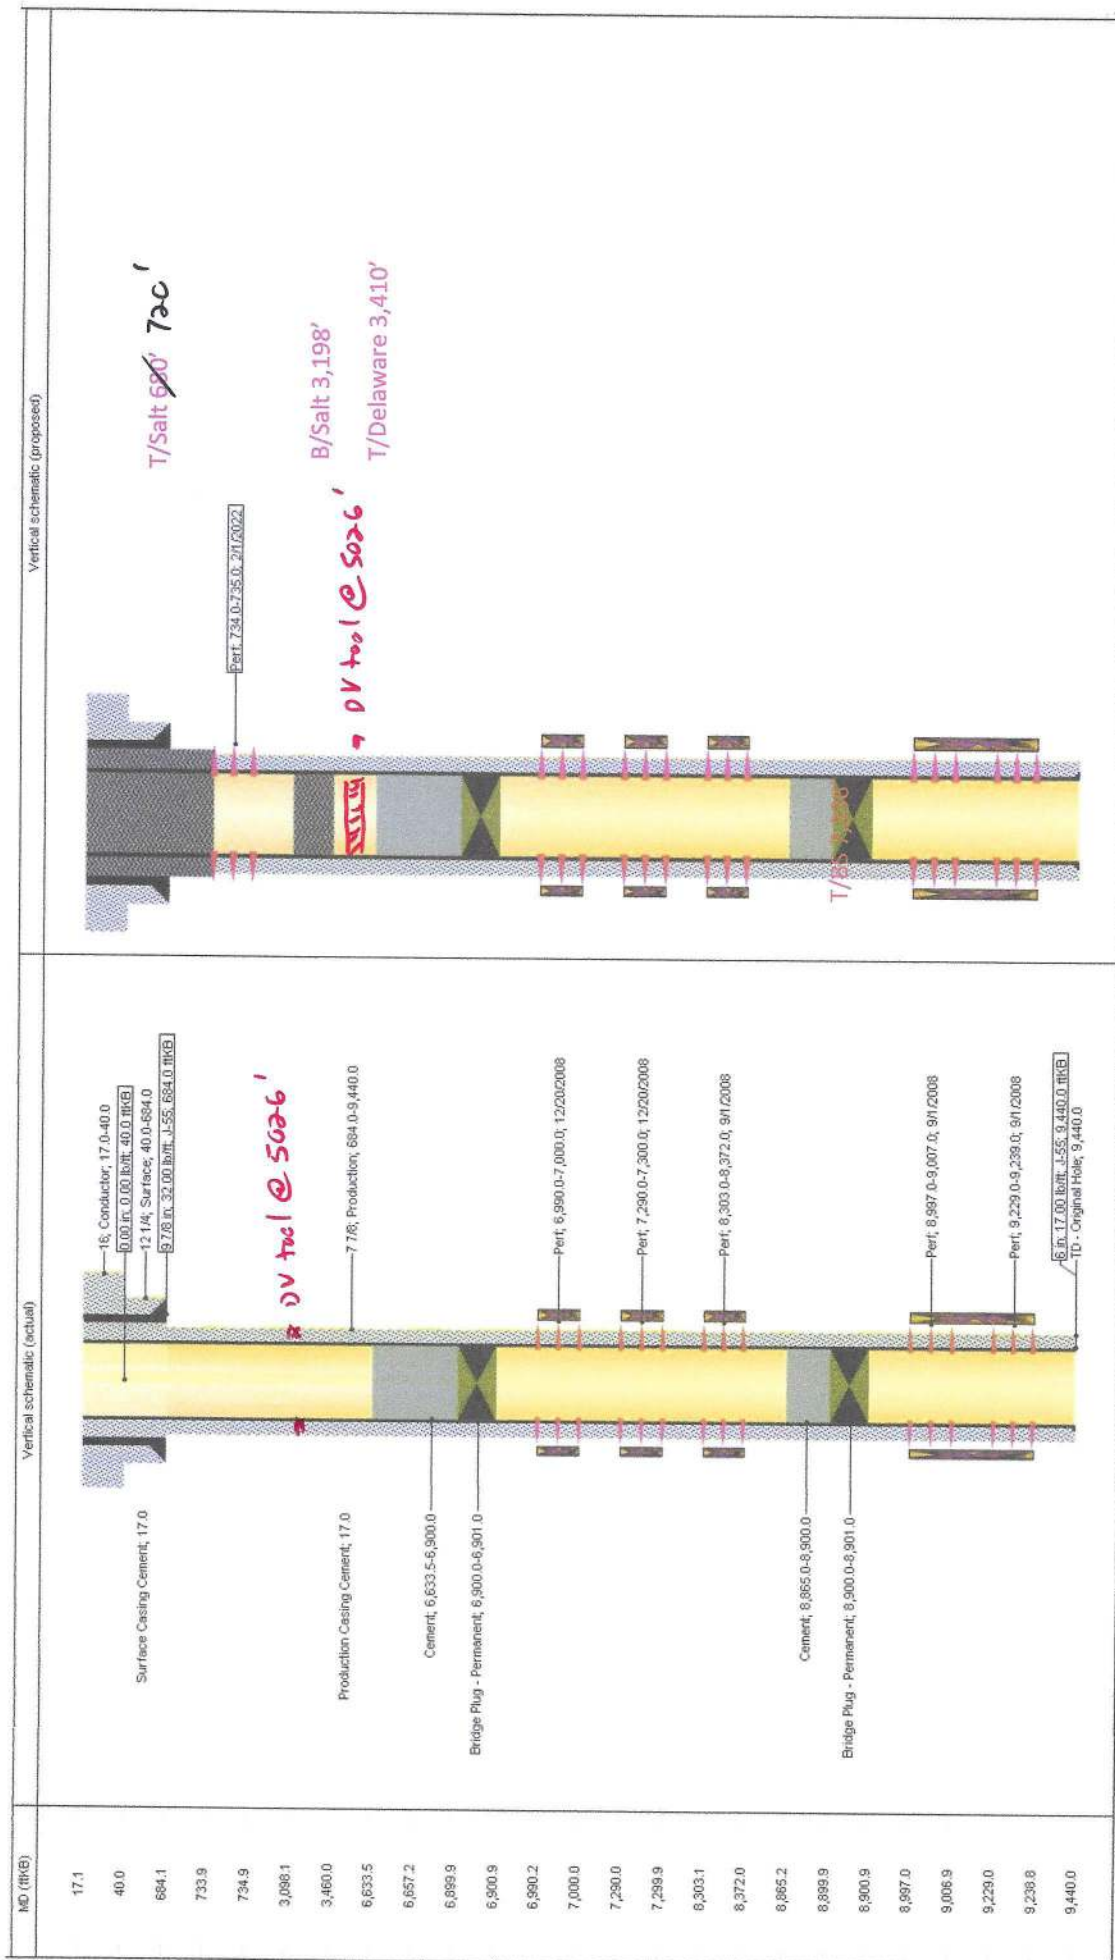 MD (ftKB)
Vertical schematic (actual)
Vertical schematic (proposed)
17.1
40.0
684.1
733.9
734.9
3,098.1
3,460.0
6,633.5
6,657.2
6,899.9
6,900.9
6,990.2
7,000.0
7,290.0
7,299.9
8,303.1
8,372.0
8,865.2
8,899.9
8,900.9
8,997.0
9,006.9
9,229.0
9,238.8
9,440.0
Surface Casing Cement; 17.0
Production Casing Cement; 17.0
Cement; 6,633.5-6,900.0
Bridge Plug - Permanent; 6,900.0-6,901.0
Cement; 8,865.0-8,900.0
Bridge Plug - Permanent; 8,900.0-8,901.0
16; Conductor; 17.0-40.0
0.00 in; 0.00 lb/ft; 40.0 ftKB
12 1/4; Surface; 40.0-684.0
9 7/8 in; 32.00 lb/ft; J-55; 684.0 ftKB
DV tool @ 5026'
7 7/8; Production; 684.0-9,440.0
Perf; 6,990.0-7,000.0; 12/20/2008
Perf; 7,290.0-7,300.0; 12/20/2008
Perf; 8,303.0-8,372.0; 9/1/2008
Perf; 8,997.0-9,007.0; 9/1/2008
Perf; 9,229.0-9,239.0; 9/1/2008
6 in; 17.00 lb/ft; J-55; 9,440.0 ftKB
TD - Original Hole; 9,440.0
T/Salt 680' 720'
Perf; 734.0-735.0; 2/1/2022
B/Salt 3,198'
DV tool @ 5026'
T/Delaware 3,410'
T/BS